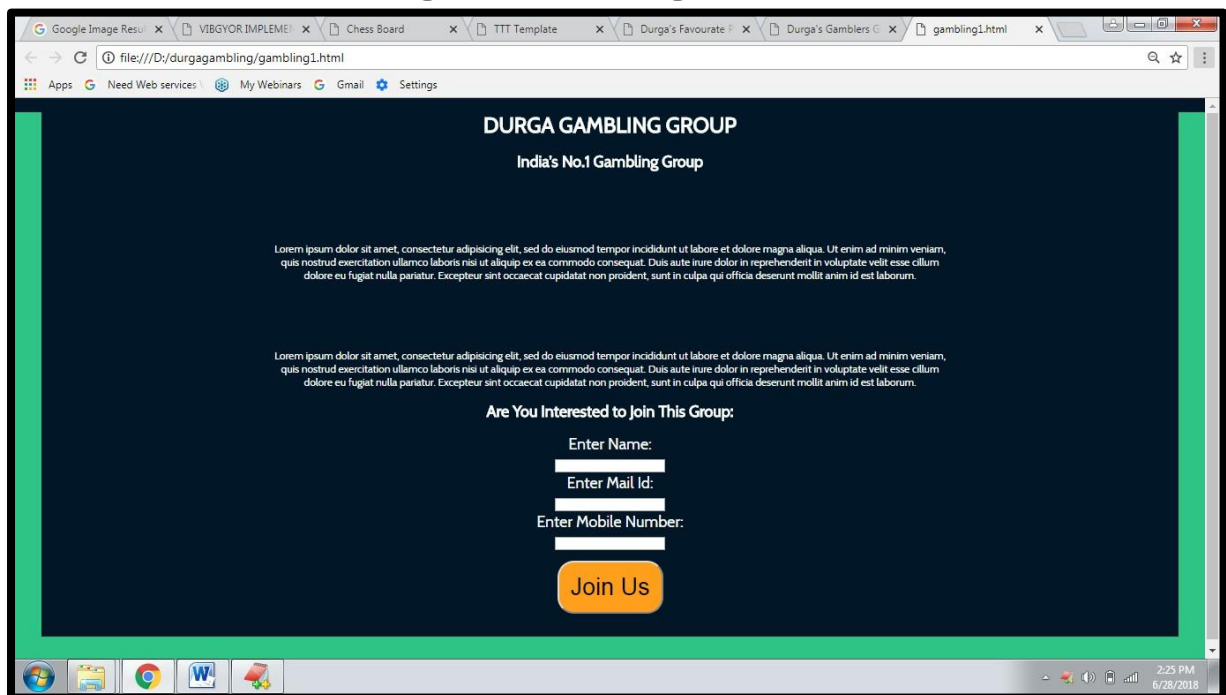 Google Image Resul
VIBGYOR IMPLEMEN
Chess Board
TTT Template
Durga's Favourate
Durga's Gamblers G
gambling1.html
file:///D:/durgagambling/gambling1.html
Apps
Need Web services
My Webinars
Gmail
Settings
DURGA GAMBLING GROUP
India's No.1 Gambling Group
Lorem ipsum dolor sit amet, consectetur adipisicing elit, sed do eiusmod tempor incididunt ut labore et dolore magna aliqua. Ut enim ad minim veniam,
quis nostrud exercitation ullamco laboris nisi ut aliquip ex ea commodo consequat. Duis aute irure dolor in reprehenderit in voluptate velit esse cillum
dolore eu fugiat nulla pariatur. Excepteur sint occaecat cupidatat non proident, sunt in culpa qui officia deserunt mollit anim id est laborum.
Lorem ipsum dolor sit amet, consectetur adipisicing elit, sed do eiusmod tempor incididunt ut labore et dolore magna aliqua. Ut enim ad minim veniam,
quis nostrud exercitation ullamco laboris nisi ut aliquip ex ea commodo consequat. Duis aute irure dolor in reprehenderit in voluptate velit esse cillum
dolore eu fugiat nulla pariatur. Excepteur sint occaecat cupidatat non proident, sunt in culpa qui officia deserunt mollit anim id est laborum.
Are You Interested to Join This Group:
Enter Name:
Enter Mail Id:
Enter Mobile Number:
Join Us
2:25 PM
6/28/2018